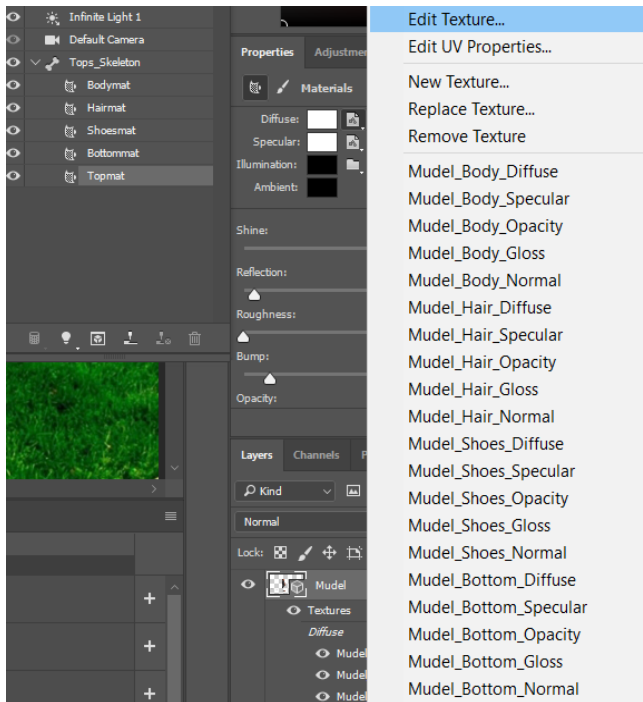 Infinite Light 1
Default Camera
Tops_Skeleton
Bodymat
Hairmat
Shoesmat
Bottommat
Topmat
Properties
Materials
Diffuse:
Specular:
Illumination:
Ambient:
Shine:
Reflection:
Roughness:
Bump:
Opacity:
Layers Channels
Kind
Normal
Lock:
Mudel
Textures
Diffuse
Edit Texture...
Edit UV Properties...
New Texture...
Replace Texture...
Remove Texture
Mudel_Body_Diffuse
Mudel_Body_Specular
Mudel_Body_Opacity
Mudel_Body_Gloss
Mudel_Body_Normal
Mudel_Hair_Diffuse
Mudel_Hair_Specular
Mudel_Hair_Opacity
Mudel_Hair_Gloss
Mudel_Hair_Normal
Mudel_Shoes_Diffuse
Mudel_Shoes_Specular
Mudel_Shoes_Opacity
Mudel_Shoes_Gloss
Mudel_Shoes_Normal
Mudel_Bottom_Diffuse
Mudel_Bottom_Specular
Mudel_Bottom_Opacity
Mudel_Bottom_Gloss
Mudel_Bottom_Normal